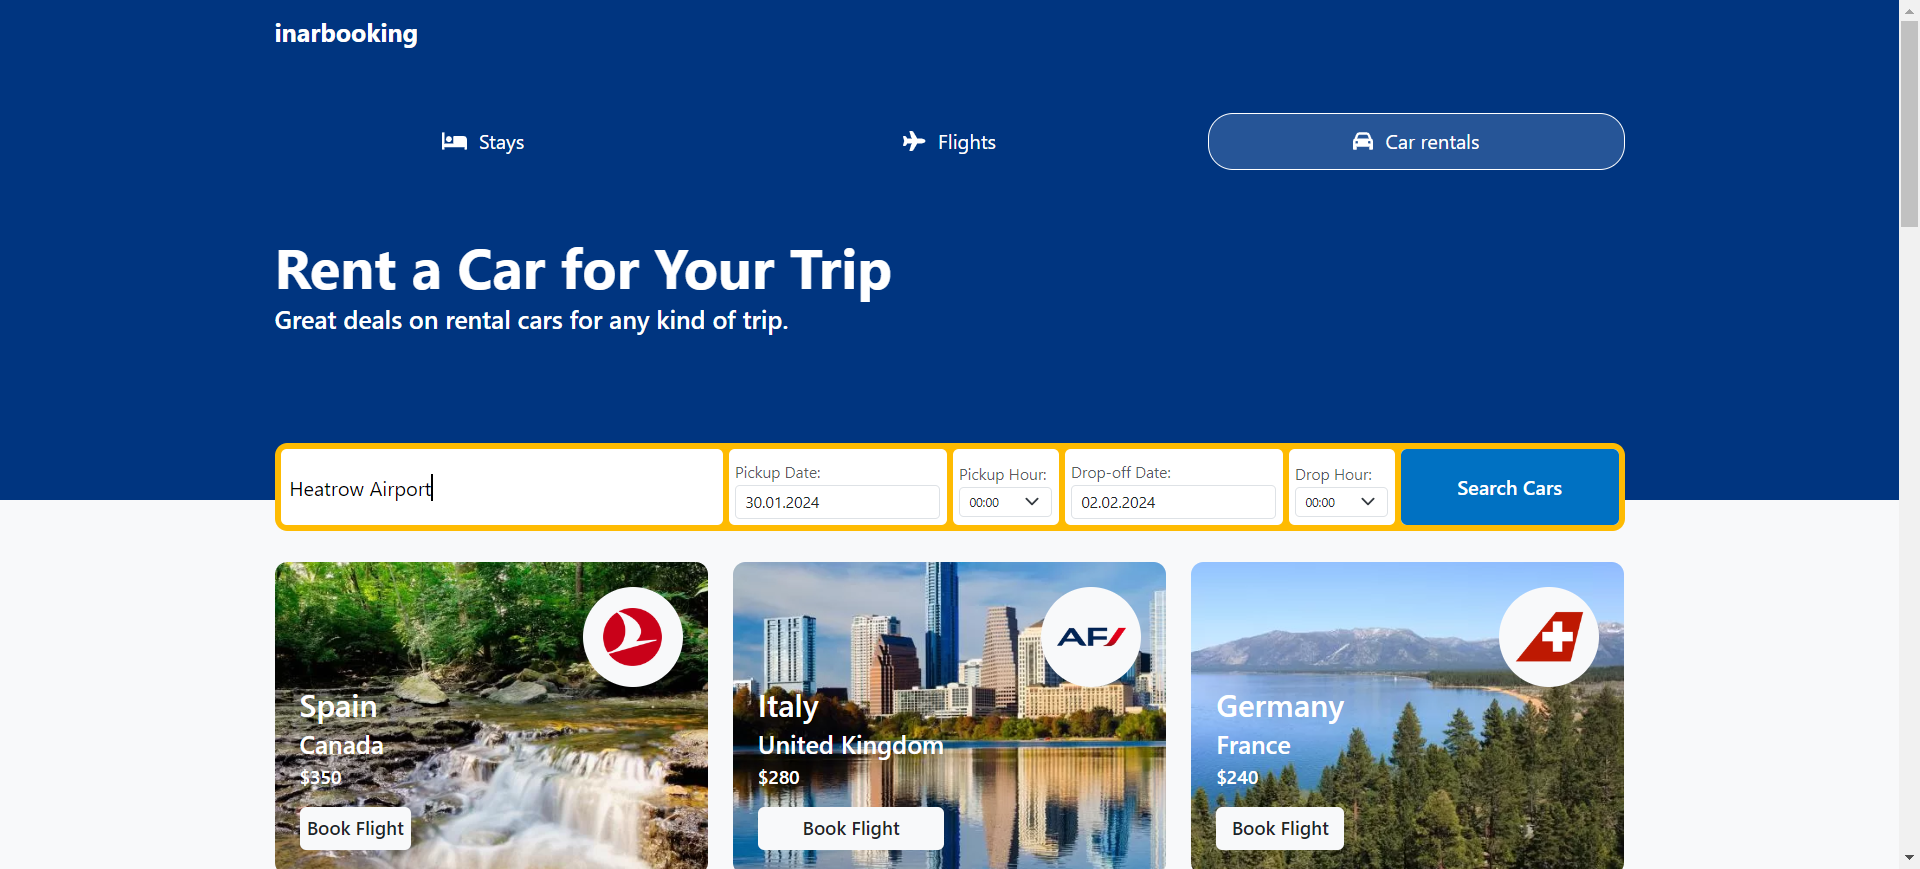 inarbooking
Stays
Flights
Car rentals
Rent a Car for Your Trip
Great deals on rental cars for any kind of trip.
Heatrow Airport
Pickup Date:
30.01.2024
Pickup Hour:
00:00
Drop-off Date:
02.02.2024
Drop Hour:
00:00
Search Cars
Spain
Canada
$350
Book Flight
AF
Italy
United Kingdom
$280
Book Flight
Germany
France
$240
Book Flight